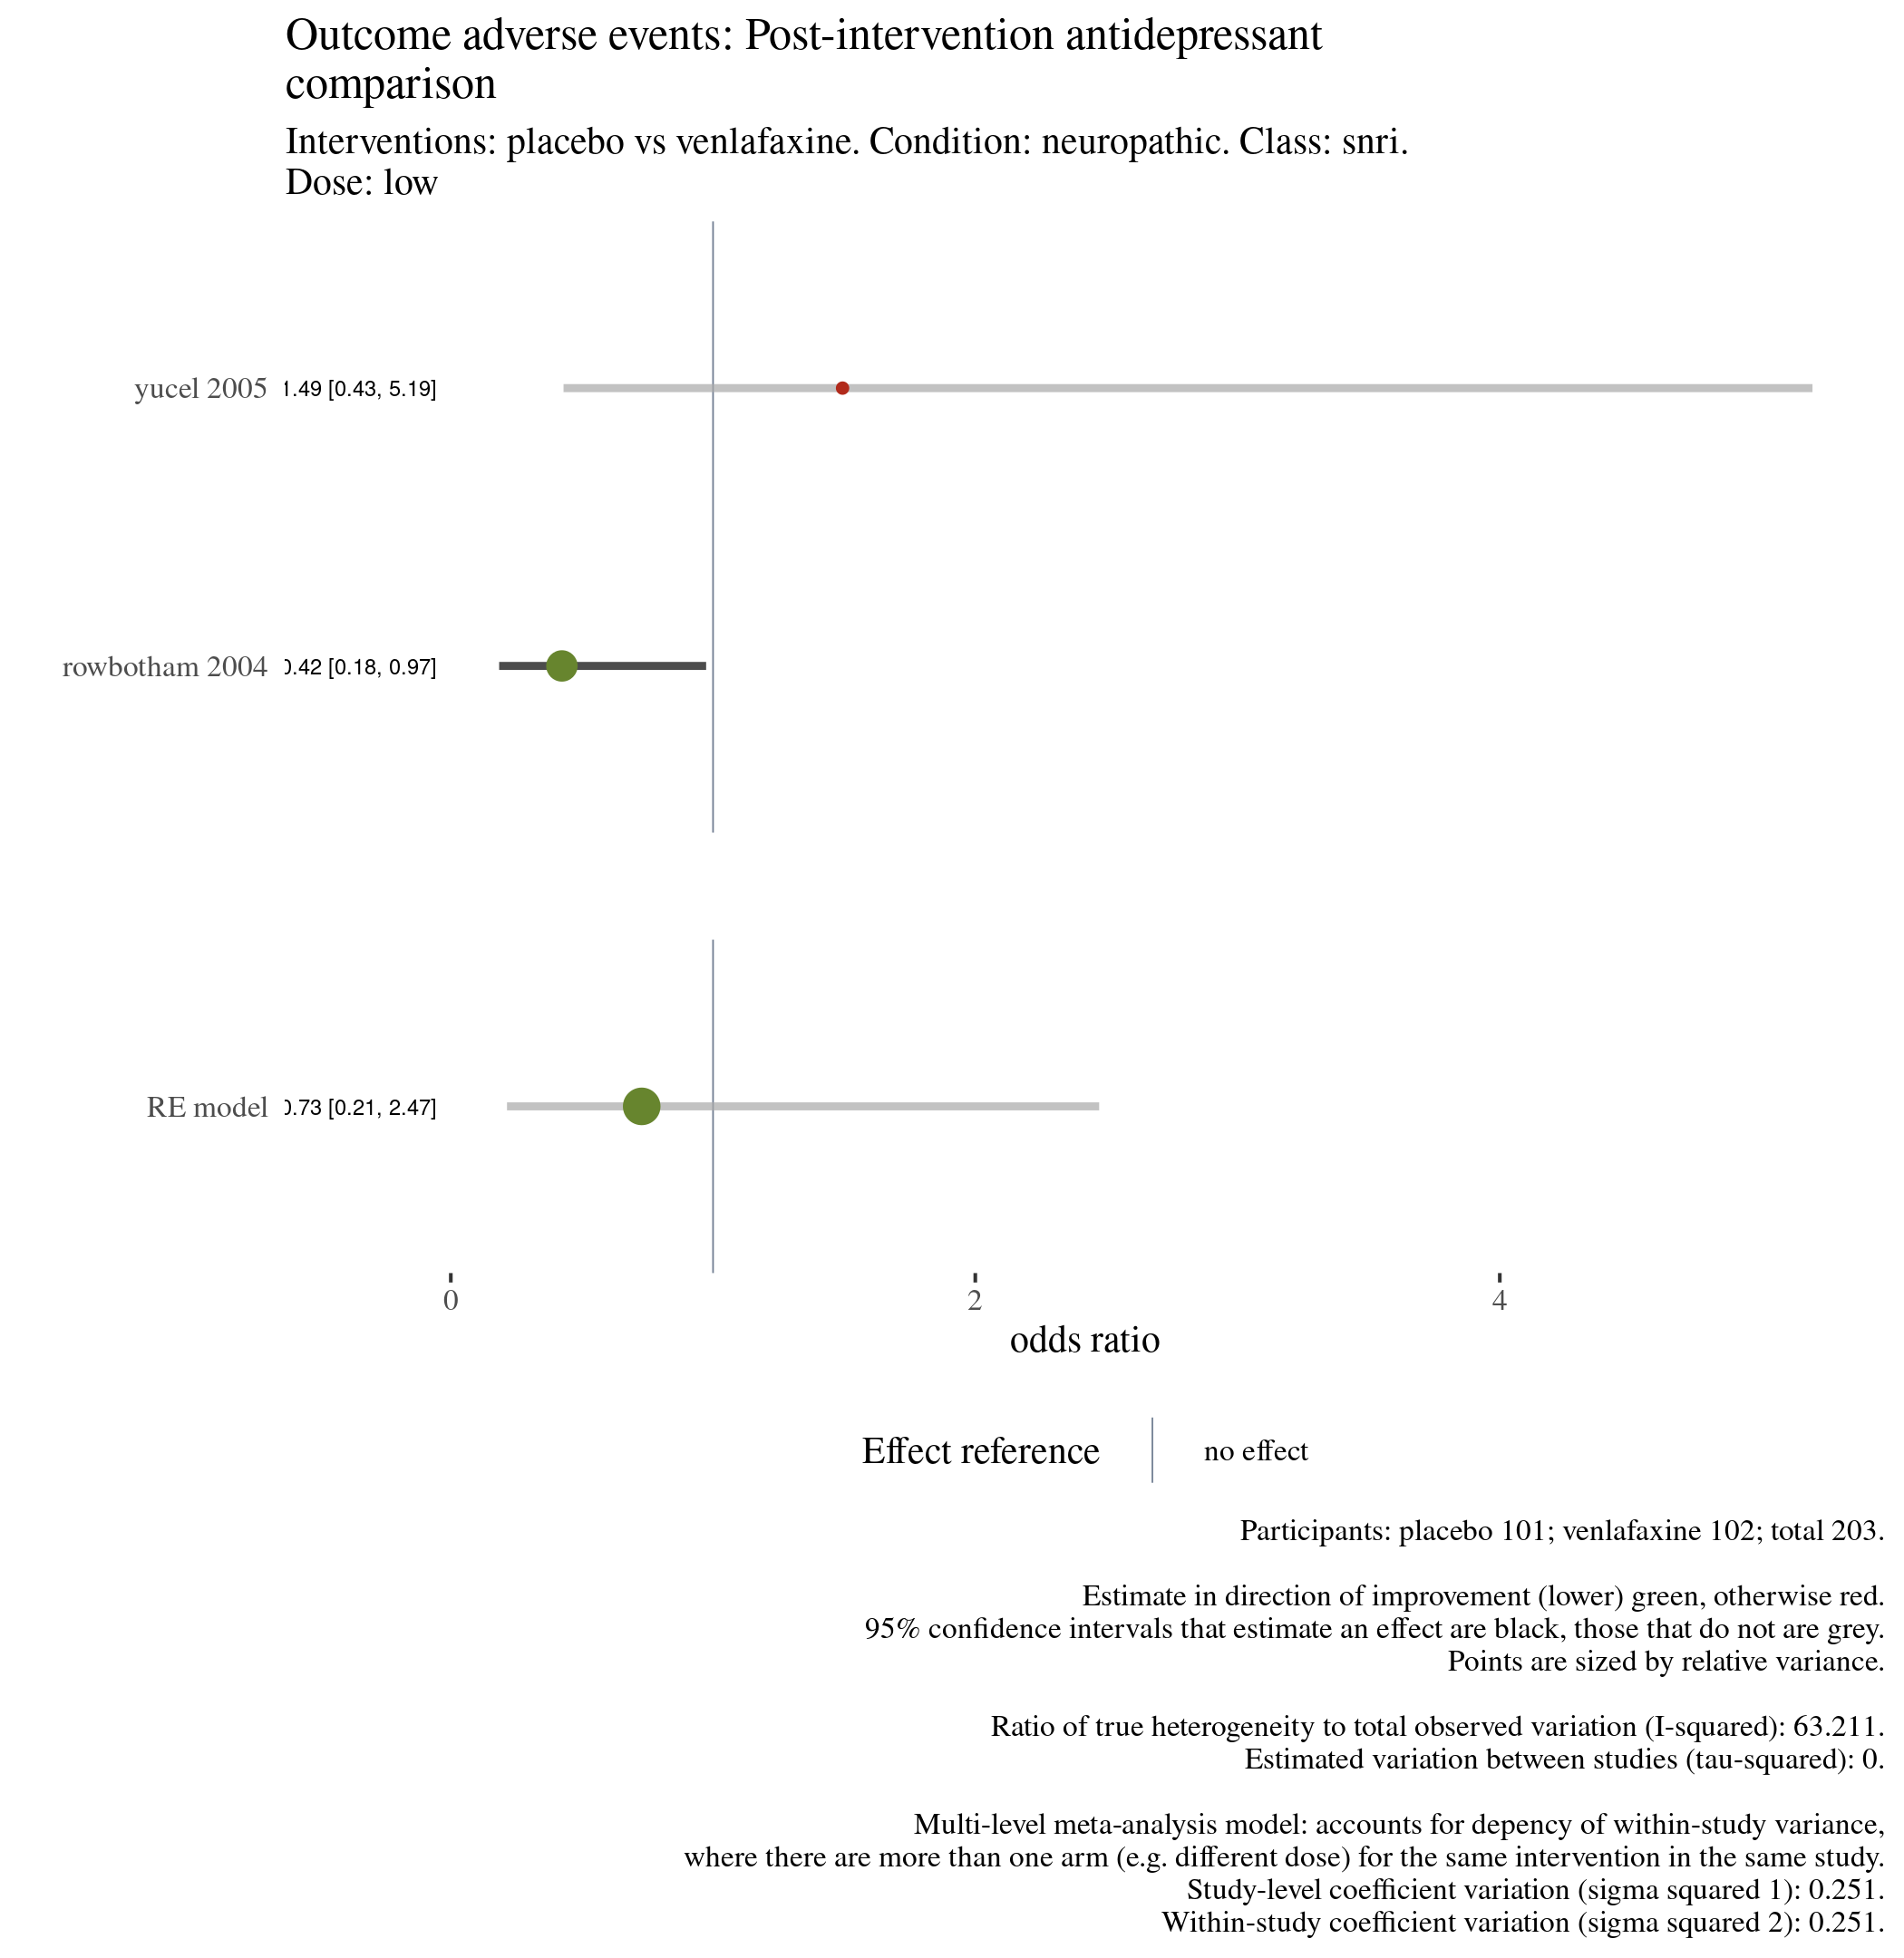 Outcome adverse events: Post-intervention antidepressant
comparison
Interventions: placebo vs venlafaxine. Condition: neuropathic. Class: snri.
Dose: low
yucel 2005 1.49 [0.43, 5.19]
rowbotham 2004 0.42 [0.18, 0.97]
RE model 0.73 [0.21, 2.47]
0 2 4
odds ratio
Effect reference no effect
Participants: placebo 101; venlafaxine 102; total 203.
Estimate in direction of improvement (lower) green, otherwise red.
95% confidence intervals that estimate an effect are black, those that do not are grey.
Points are sized by relative variance.
Ratio of true heterogeneity to total observed variation (I-squared): 63.211.
Estimated variation between studies (tau-squared): 0.
Multi-level meta-analysis model: accounts for depency of within-study variance,
where there are more than one arm (e.g. different dose) for the same intervention in the same study.
Study-level coefficient variation (sigma squared 1): 0.251.
Within-study coefficient variation (sigma squared 2): 0.251.